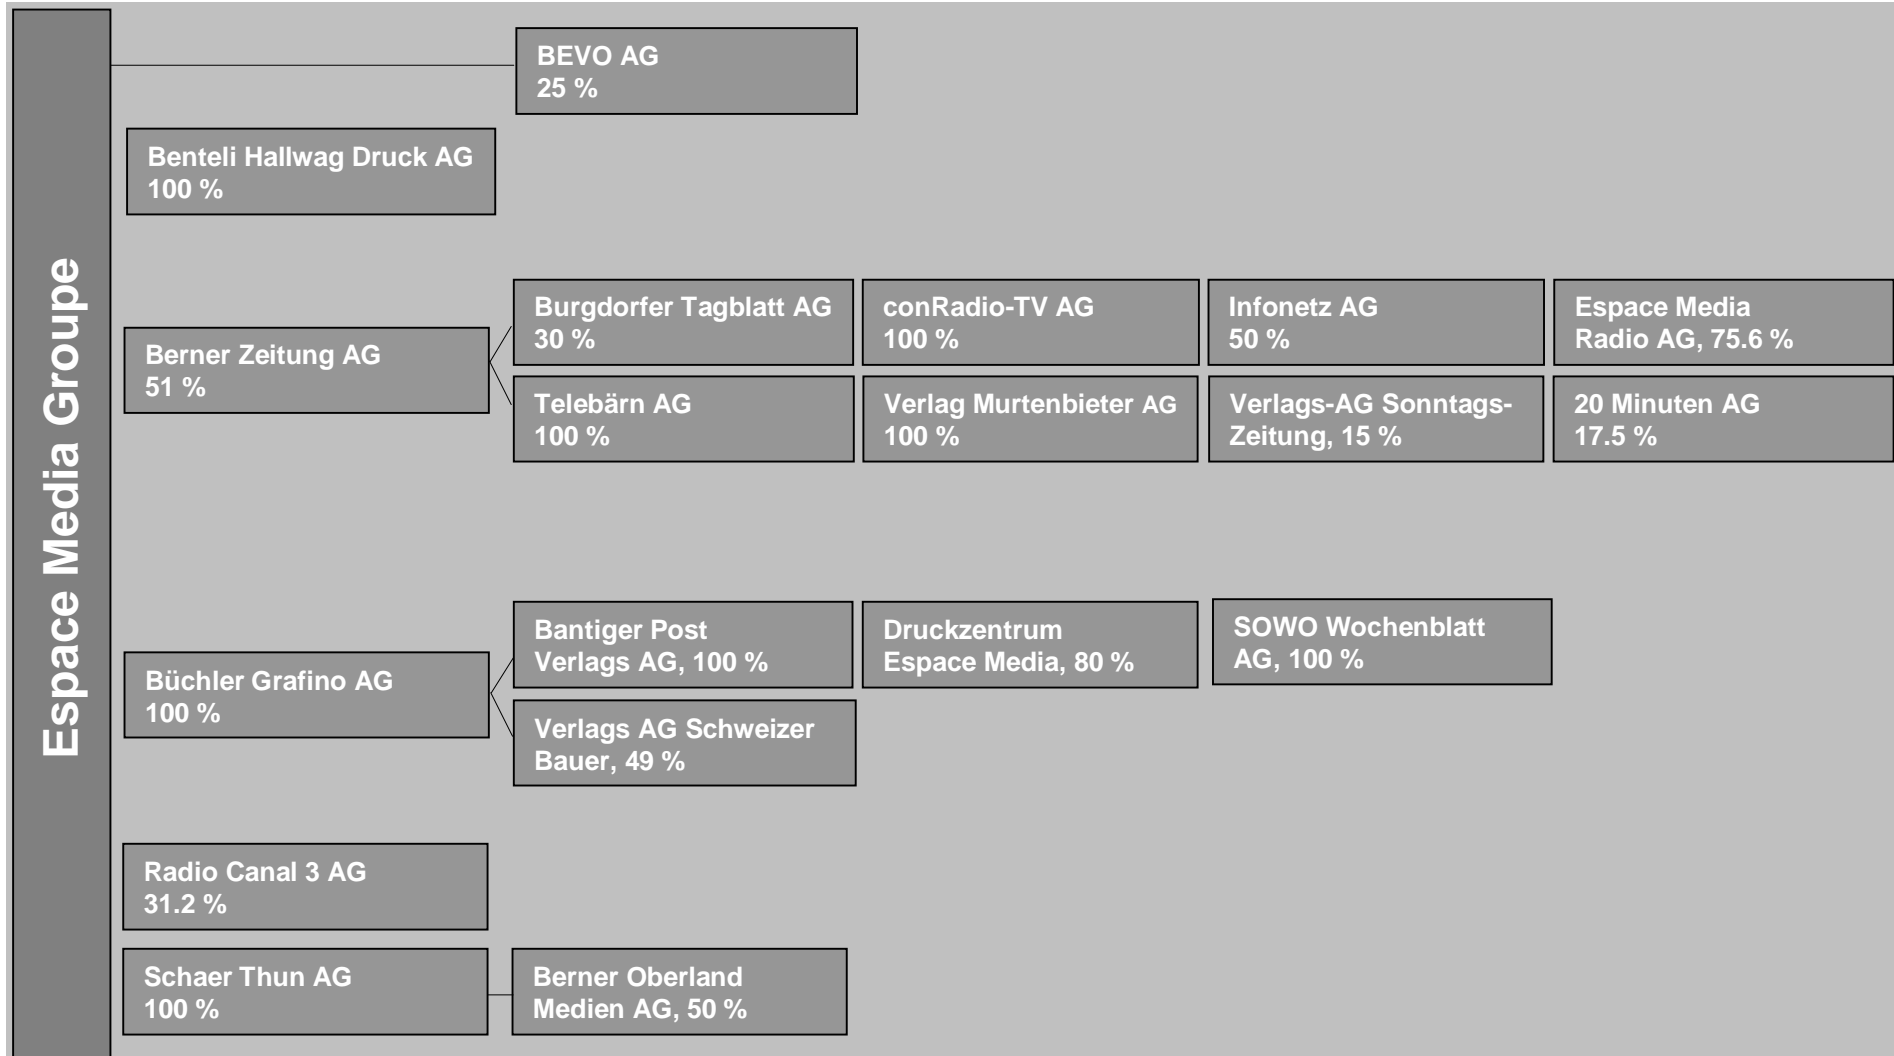 Espace Media Groupe
BEVO AG
25 %
Benteli Hallwag Druck AG
100 %
Berner Zeitung AG
51 %
Burgdorfer Tagblatt AG
30 %
conRadio-TV AG
100 %
Infonetz AG
50 %
Espace Media
Radio AG, 75.6 %
Telebärn AG
100 %
Verlag Murtenbieter AG
100 %
Verlags-AG Sonntags-
Zeitung, 15 %
20 Minuten AG
17.5 %
Büchler Grafino AG
100 %
Bantiger Post
Verlags AG, 100 %
Druckzentrum
Espace Media, 80 %
SOWO Wochenblatt
AG, 100 %
Verlags AG Schweizer
Bauer, 49 %
Radio Canal 3 AG
31.2 %
Schaer Thun AG
100 %
Berner Oberland
Medien AG, 50 %